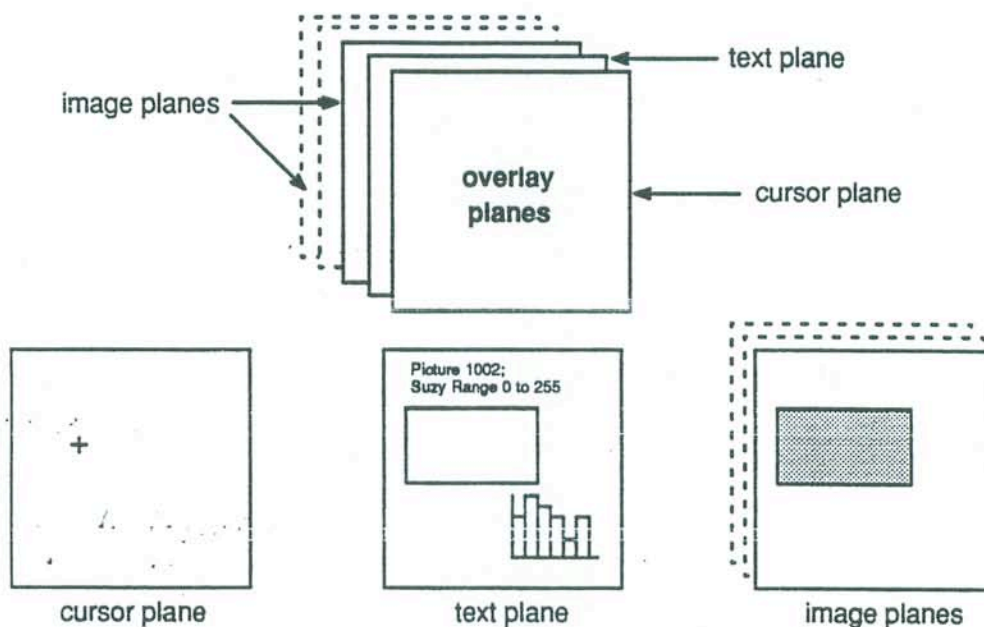 text plane
image planes
overlay
planes
cursor plane
Picture 1002;
Suzy Range 0 to 255
cursor plane
text plane
image planes